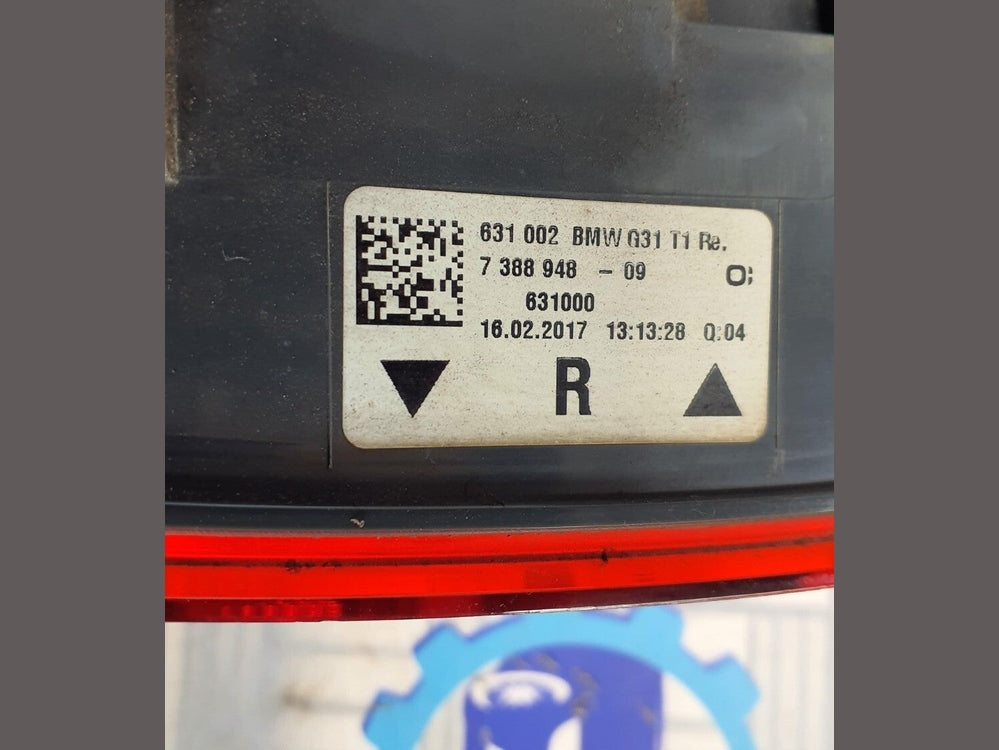 631 002 BMW G31 T1 Re.
7 388 948 - 09
631000
16.02.2017 13:13:28 Q:04
R